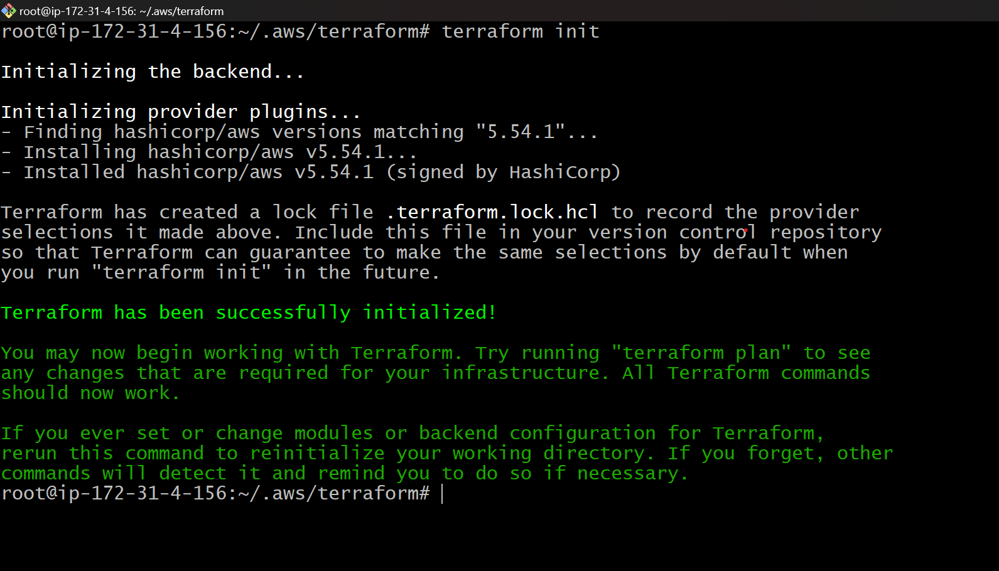 root@ip-172-31-4-156: ~/.aws/terraform
root@ip-172-31-4-156:~/.aws/terraform# terraform init
Initializing the backend...
Initializing provider plugins...
- Finding hashicorp/aws versions matching "5.54.1"...
- Installing hashicorp/aws v5.54.1...
- Installed hashicorp/aws v5.54.1 (signed by HashiCorp)
Terraform has created a lock file .terraform.lock.hcl to record the provider
selections it made above. Include this file in your version control repository
so that Terraform can guarantee to make the same selections by default when
you run "terraform init" in the future.
Terraform has been successfully initialized!
You may now begin working with Terraform. Try running "terraform plan" to see
any changes that are required for your infrastructure. All Terraform commands
should now work.
If you ever set or change modules or backend configuration for Terraform,
rerun this command to reinitialize your working directory. If you forget, other
commands will detect it and remind you to do so if necessary.
root@ip-172-31-4-156:~/.aws/terraform#